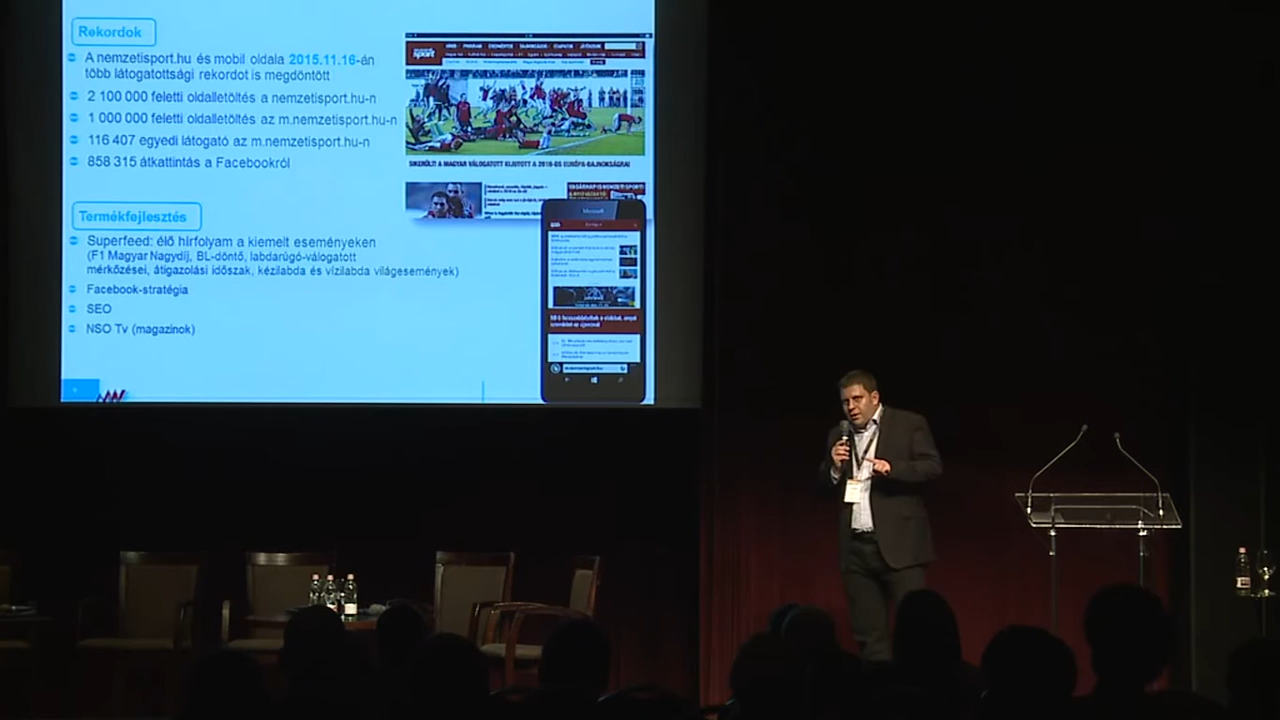 Rekordok
A nemzetisport.hu és mobil oldala 2015.11.16-án
több látogatottsági rekordot is megdöntött
2 100 000 feletti oldalletöltés a nemzetisport.hu-n
1 000 000 feletti oldalletöltés az m.nemzetisport.hu-n
116 407 egyedi látogató az m.nemzetisport.hu-n
858 315 átkattintás a Facebookról
sport
SIKERÜLT! A MAGYAR VÁLOGATOTT KIJUTOTT A 2016-OS EURÓPA-BAJNOKSÁGRA!
Termékfejlesztés
Superfeed: élő hírfolyam a kiemelt eseményeken
(F1 Magyar Nagydíj, BL-döntő, labdarúgó-válogatott
mérkőzései, átigazolási időszak, kézilabda és vízilabda világesemények)
Facebook-stratégia
SEO
NSO Tv (magazinok)
Microsoft